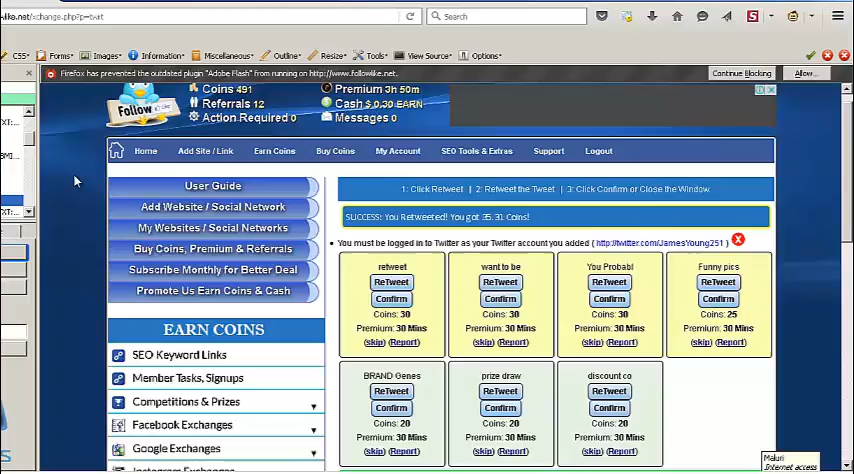 wlike.net/xchange.php?p=twit
Search
CSS Forms Images Information Miscellaneous Outline Resize Tools View Source Options
Firefox has prevented the outdated plugin "Adobe Flash" from running on http://www.followlike.net.
Continue Blocking Allow...
Follow
Coins 491
Premium 3h 50m
Referrals 12
Cash $ 0.30 EARN
Action Required 0
Messages 0
TXT:
BMI
TXT:
Home Add Site / Link Earn Coins Buy Coins My Account SEO Tools & Extras Support Logout
User Guide
Add Website / Social Network
My Websites / Social Networks
Buy Coins, Premium & Referrals
Subscribe Monthly for Better Deal
Promote Us Earn Coins & Cash
EARN COINS
SEO Keyword Links
Member Tasks, Signups
Competitions & Prizes
Facebook Exchanges
Google Exchanges
Instagram Exchanges
1: Click Retweet | 2: Retweet the Tweet | 3: Click Confirm or Close the Window.
SUCCESS: You Retweeted! You got 35.31 Coins!
You must be logged in to Twitter as your Twitter account you added ( http://twitter.com/JamesYoung251 )
retweet
ReTweet
Confirm
Coins: 30
Premium: 30 Mins
(skip) (Report)
want to be
ReTweet
Confirm
Coins: 30
Premium: 30 Mins
(skip) (Report)
You Probabl
ReTweet
Confirm
Coins: 30
Premium: 30 Mins
(skip) (Report)
Funny pics
ReTweet
Confirm
Coins: 25
Premium: 30 Mins
(skip) (Report)
BRAND Genes
ReTweet
Confirm
Coins: 20
Premium: 30 Mins
(skip) (Report)
prize draw
ReTweet
Confirm
Coins: 20
Premium: 30 Mins
(skip) (Report)
discount co
ReTweet
Confirm
Coins: 20
Premium: 30 Mins
(skip) (Report)
Maluri
Internet access